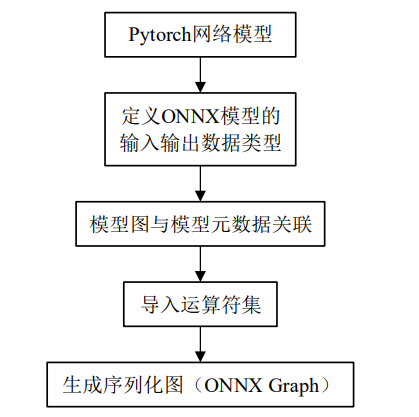 Pytorch网络模型
定义ONNX模型的
输入输出数据类型
模型图与模型元数据关联
导入运算符集
生成序列化图（ONNX Graph）